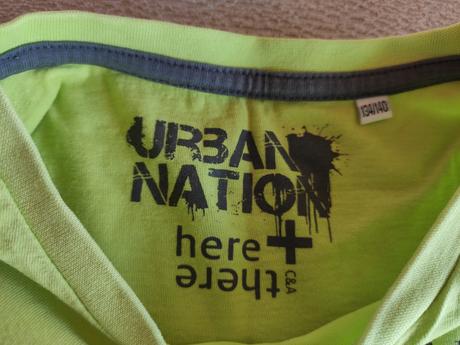 134/140
URBAN
NATION
here +
there
C&A